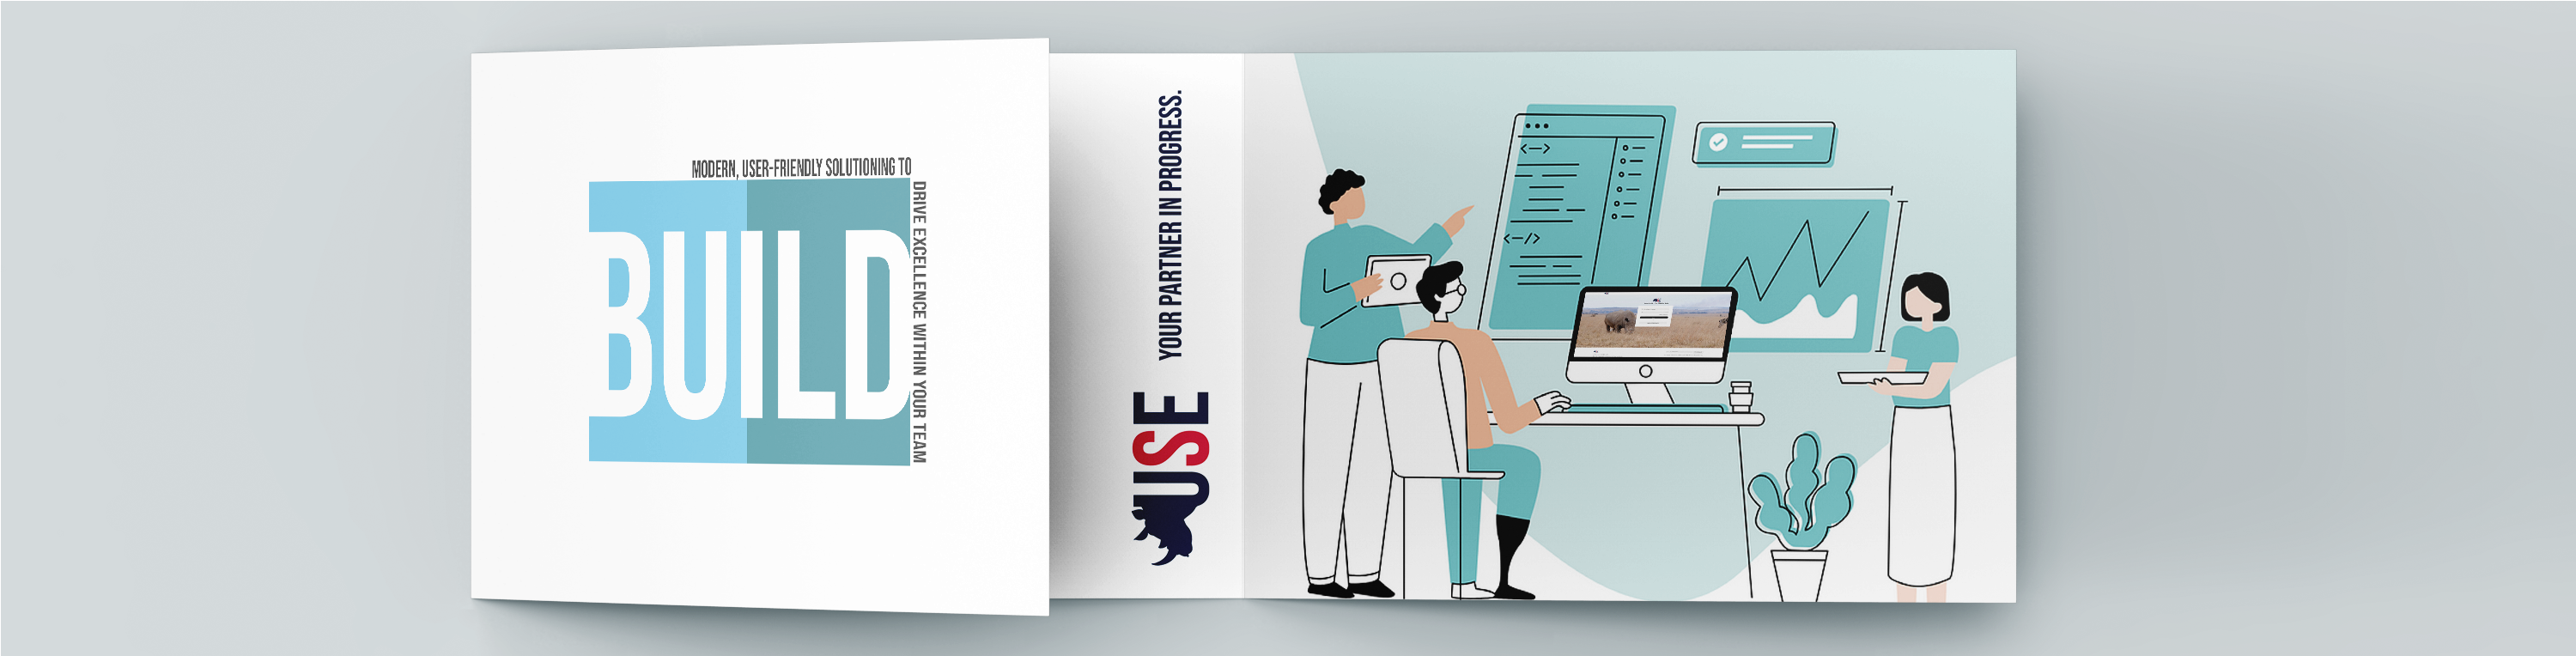 MODERN, USER-FRIENDLY SOLUTIONING TO
DRIVE EXCELLENCE WITHIN YOUR TEAM
BUILD
USE
YOUR PARTNER IN PROGRESS.
<—>
<—/>